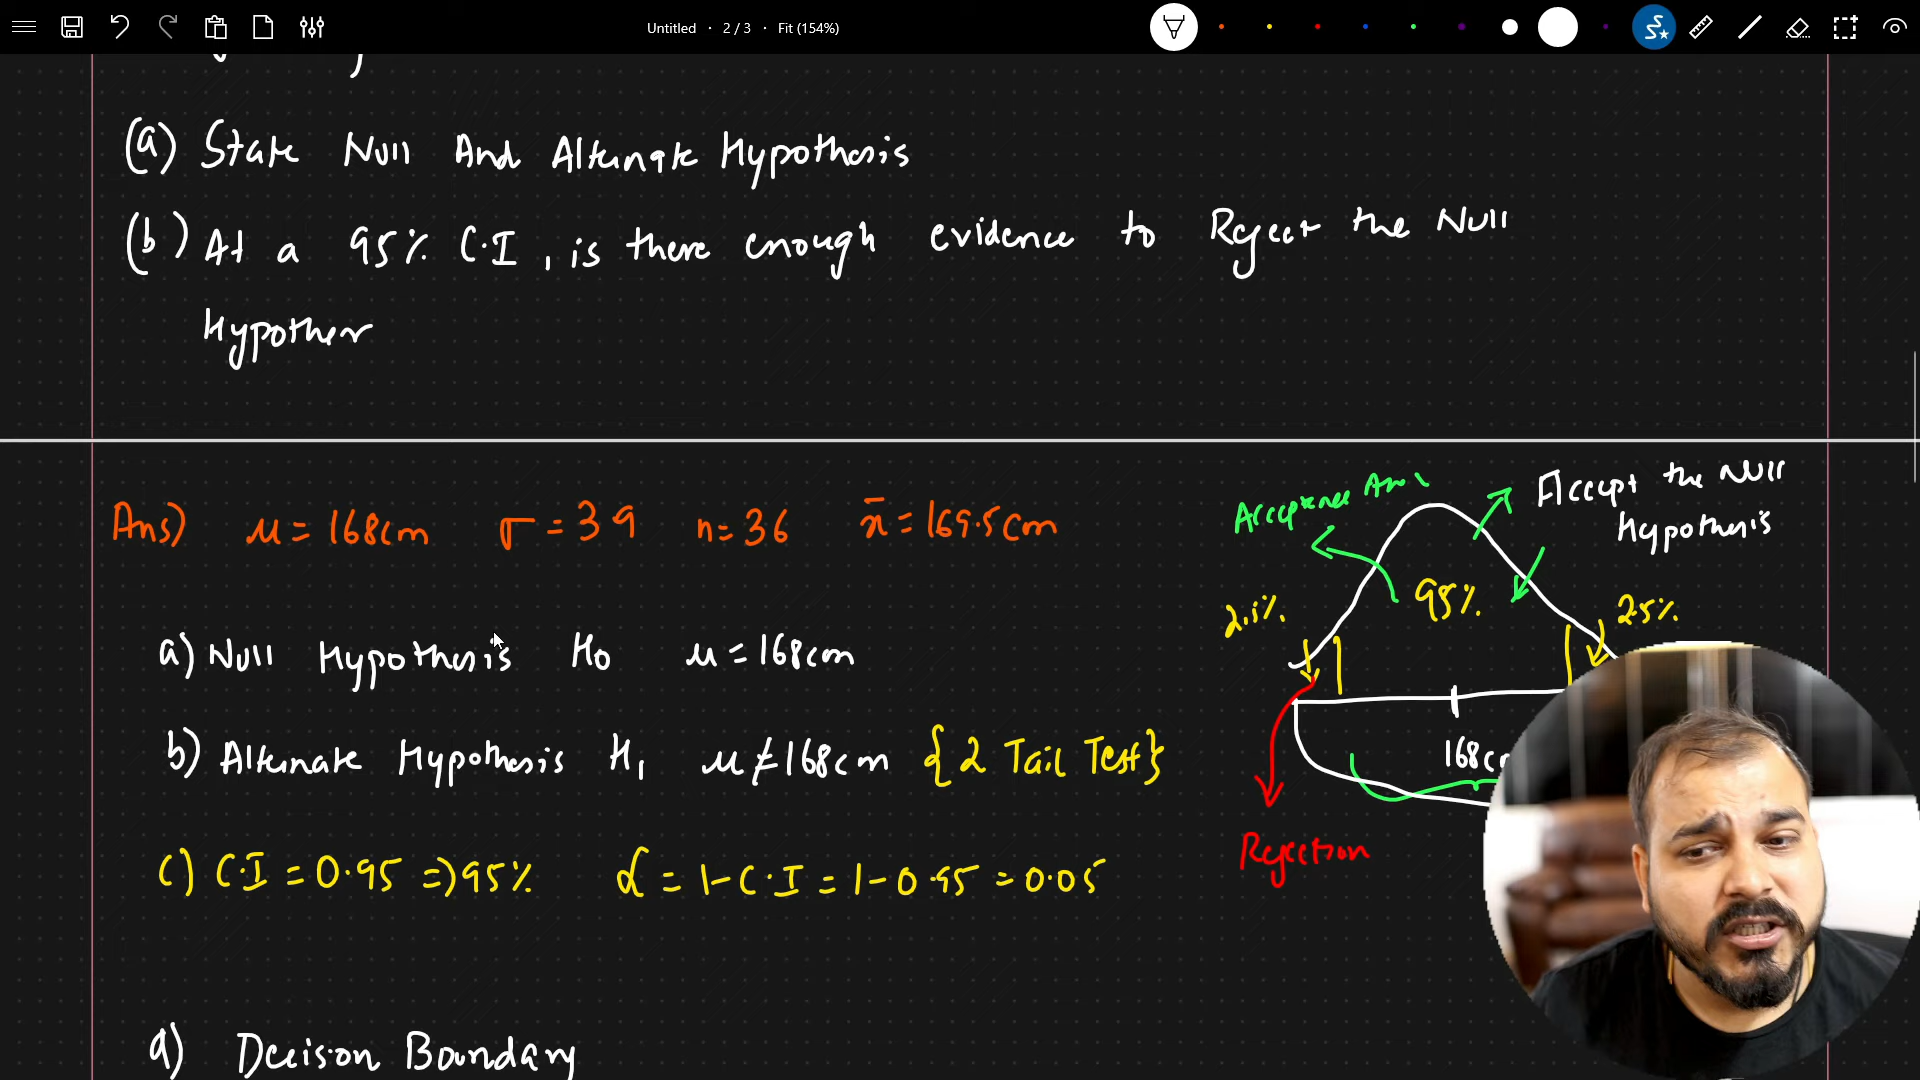 Untitled · 2 / 3 · Fit (154%)
(a) State Null And Alternate Hypothesis
(b) At a 95% C.I, is there enough evidence to Reject the Null
Hypother
Ans) μ = 168cm σ = 3.9 n = 36 x̄ = 169.5cm
Acceptance Area
Accept the Null
Hypothesis
2.5% 95% 2.5%
a) Null Hypothesis H0 μ = 168cm
b) Alternate Hypothesis H1 μ ≠ 168cm {2 Tail Test}
168cm
Rejection
c) C.I = 0.95 => 95% α = 1 - C.I = 1 - 0.95 = 0.05
d) Decison Boundary